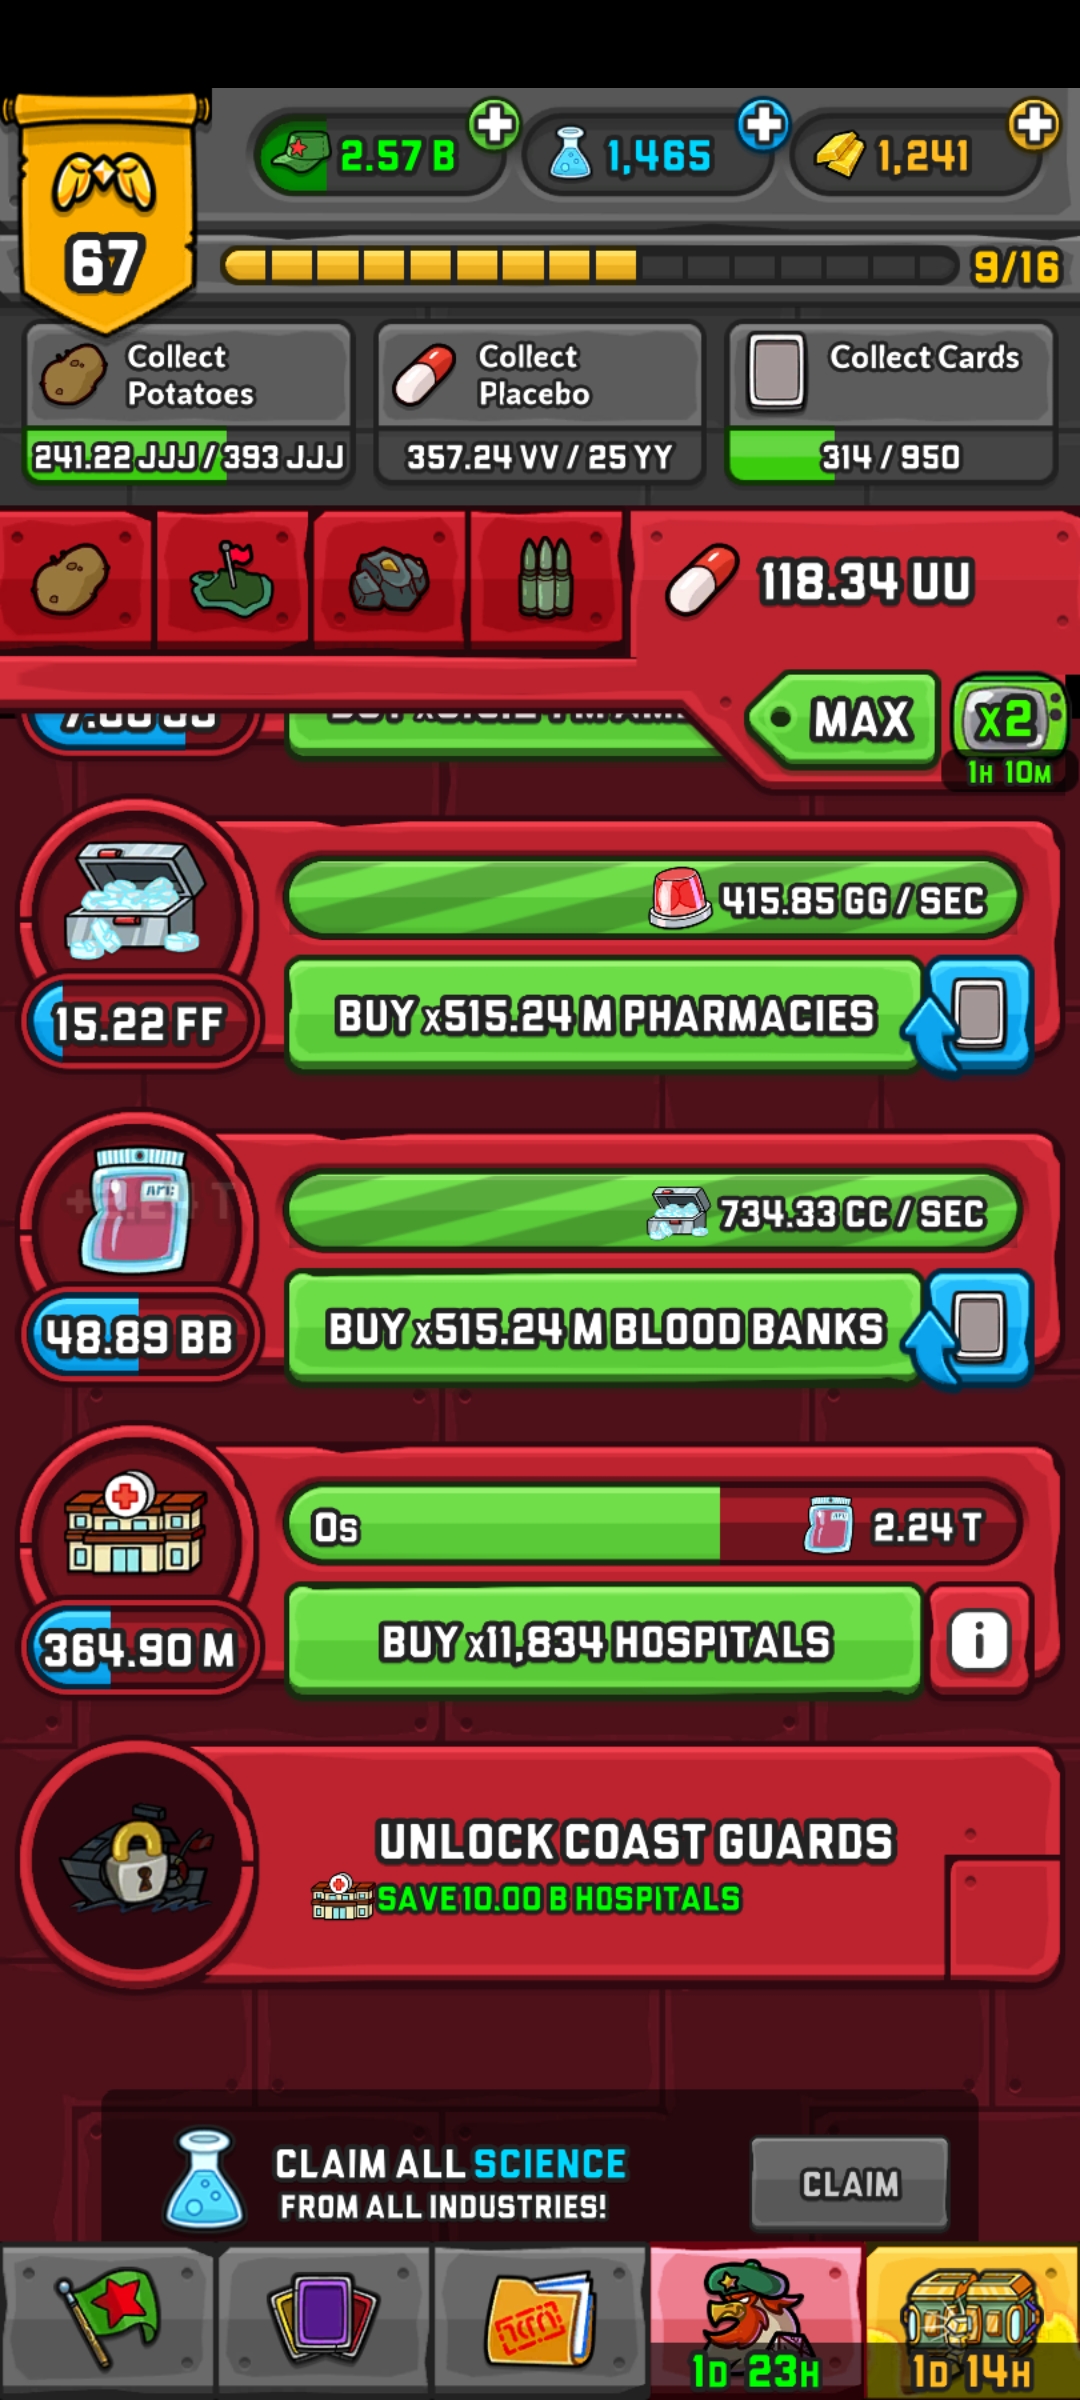 2.57 B
1,465
1,241
67
9/16
Collect
Potatoes
241.22 JJJ / 393 JJJ
Collect
Placebo
357.24 VV / 25 YY
Collect Cards
314 / 950
118.34 UU
MAX
x2
1H 10M
415.85 GG / SEC
15.22 FF
BUY x515.24 M PHARMACIES
734.33 CC / SEC
48.89 BB
BUY x515.24 M BLOOD BANKS
0s
2.24 T
364.90 M
BUY x11,834 HOSPITALS
i
UNLOCK COAST GUARDS
SAVE 10.00 B HOSPITALS
CLAIM ALL SCIENCE
FROM ALL INDUSTRIES!
CLAIM
1D 23H
1D 14H